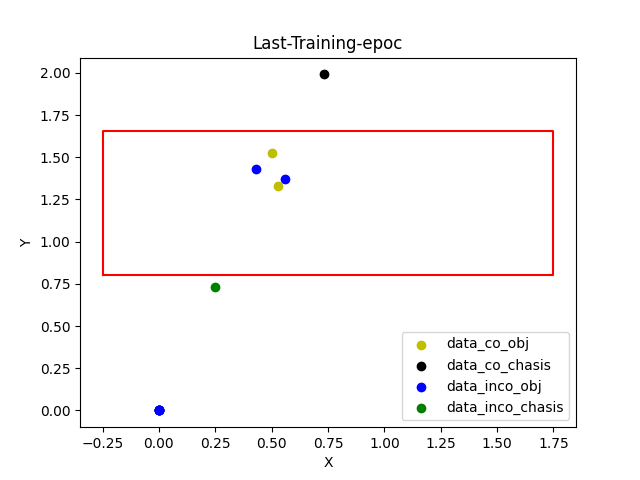 Last-Training-epoc
2.00
1.75
1.50
1.25
1.00
0.75
0.50
0.25
0.00
Y
data_co_obj
data_co_chasis
data_inco_obj
data_inco_chasis
−0.25 0.00 0.25 0.50 0.75 1.00 1.25 1.50 1.75
X